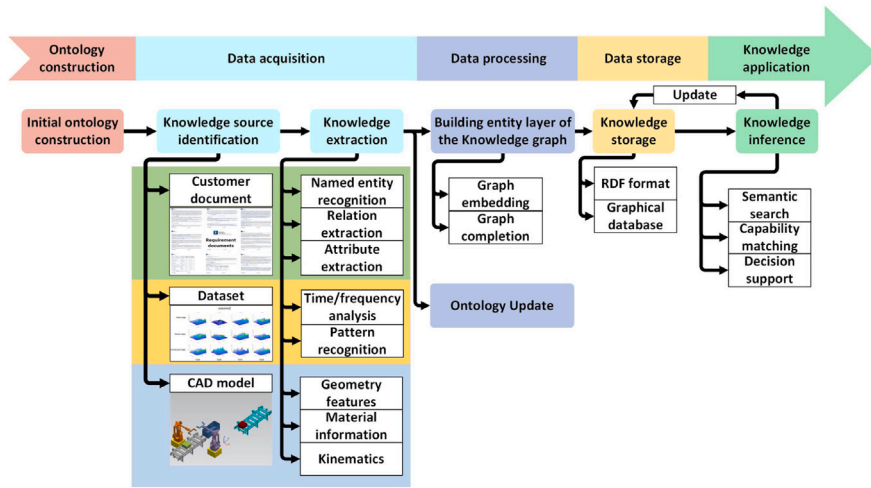 Ontology
construction
Data acquisition
Data processing
Data storage
Knowledge
application
Update
Initial ontology
construction
Knowledge source
identification
Knowledge
extraction
Building entity layer of
the Knowledge graph
Knowledge
storage
Knowledge
inference
Customer
document
Requirement
documents
Named entity
recognition
Relation
extraction
Attribute
extraction
Graph
embedding
Graph
completion
RDF format
Graphical
database
Semantic
search
Capability
matching
Decision
support
Dataset
Time/frequency
analysis
Pattern
recognition
Ontology Update
CAD model
Geometry
features
Material
information
Kinematics